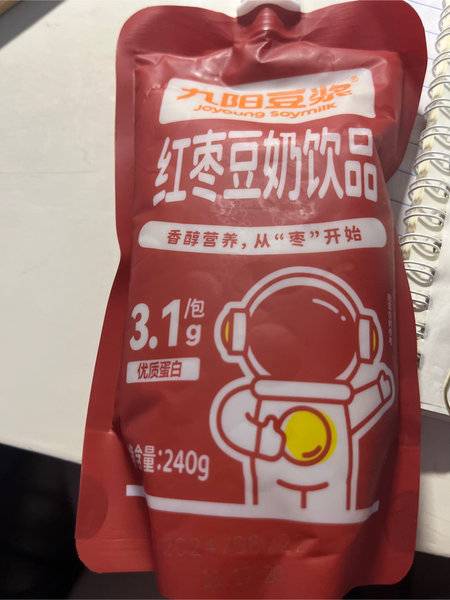 九阳豆浆®
Joyoung Soymilk
红枣豆奶饮品
香醇营养，从“枣”开始
3.1g/包
优质蛋白
含量:240g